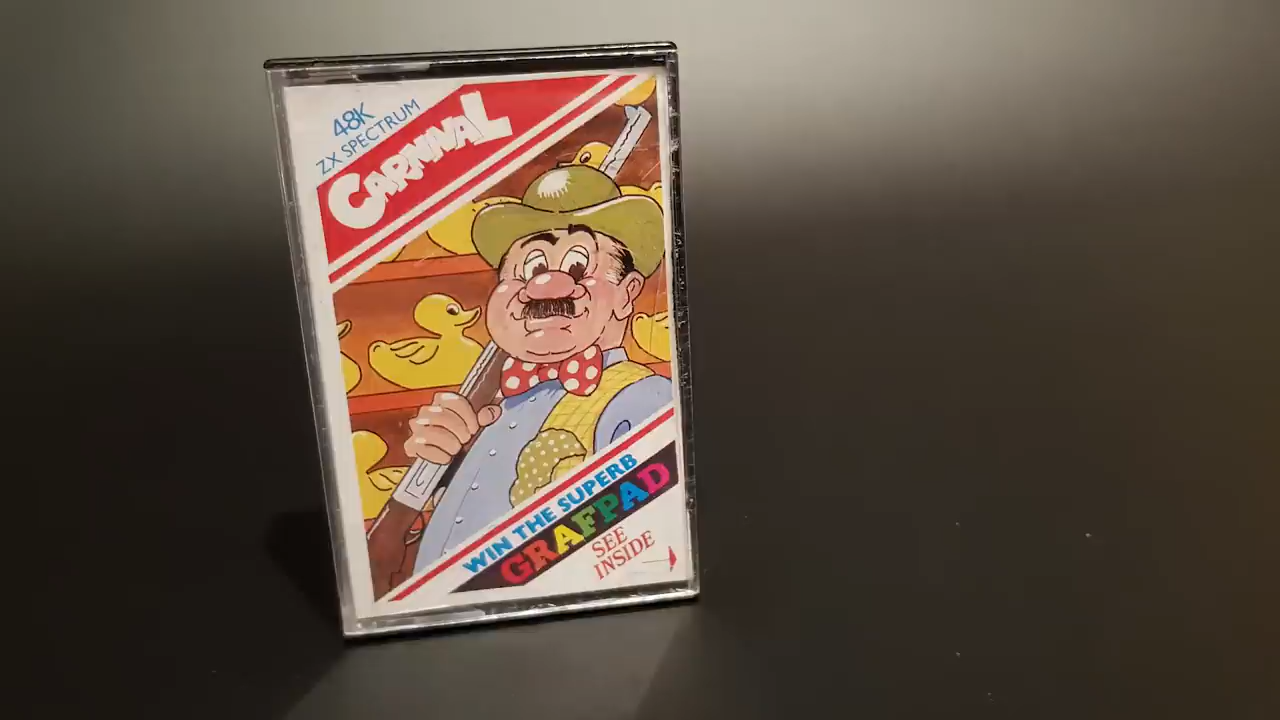 48K
ZX SPECTRUM
CARNIVAL
WIN THE SUPERB
GRAFPAD
SEE
INSIDE